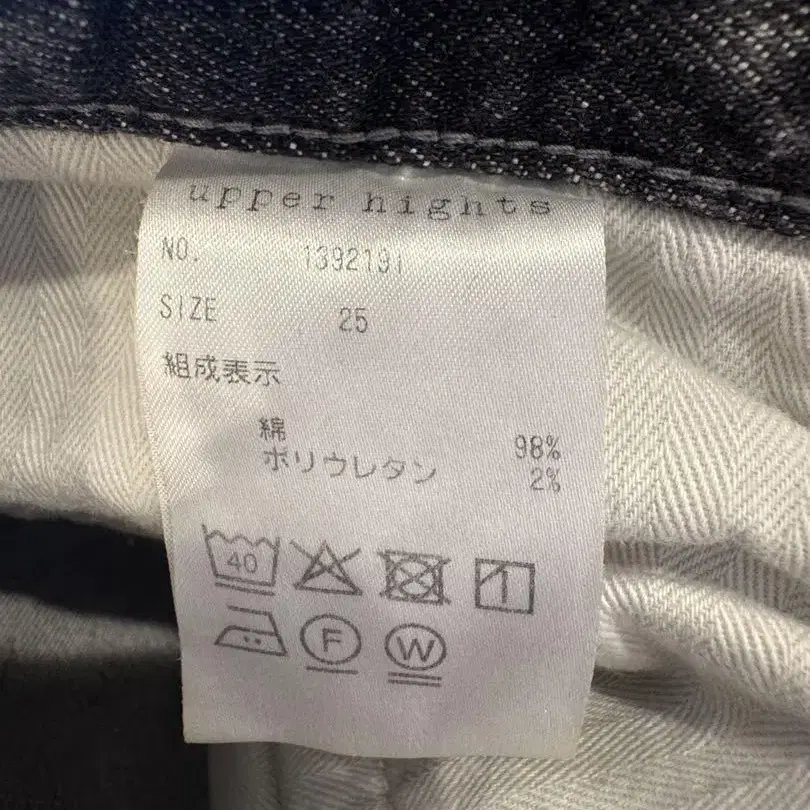 upper hights
NO. 1392191
SIZE 25
組成表示
綿 98%
ポリウレタン 2%
40
F W